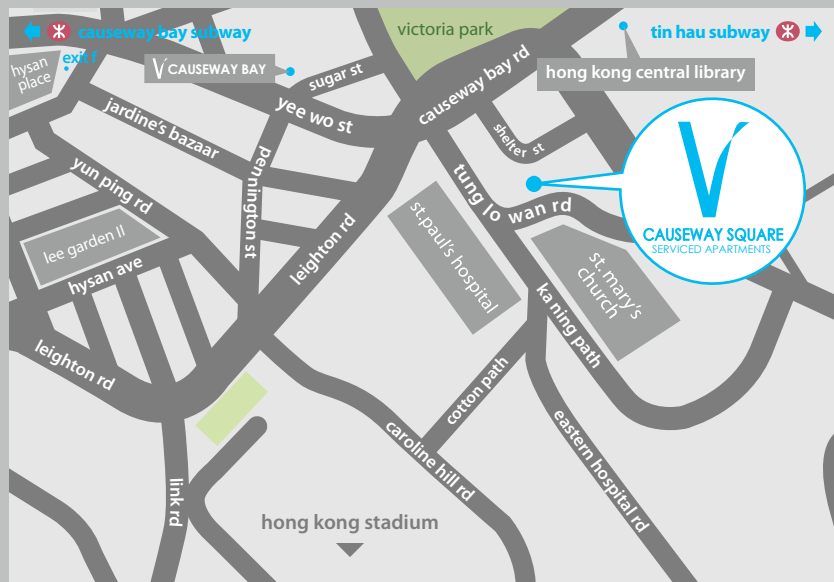 victoria park
causeway bay subway
tin hau subway
exit f
hysan
place
V CAUSEWAY BAY
sugar st
causeway bay rd
hong kong central library
yee wo st
jardine's bazaar
shelter st
pennington st
yun ping rd
tung lo wan rd
V
CAUSEWAY SQUARE
SERVICED APARTMENTS
lee garden II
leighton rd
st.paul's hospital
st. mary's
church
hysan ave
ka ning path
leighton rd
cotton path
caroline hill rd
eastern hospital rd
link rd
hong kong stadium